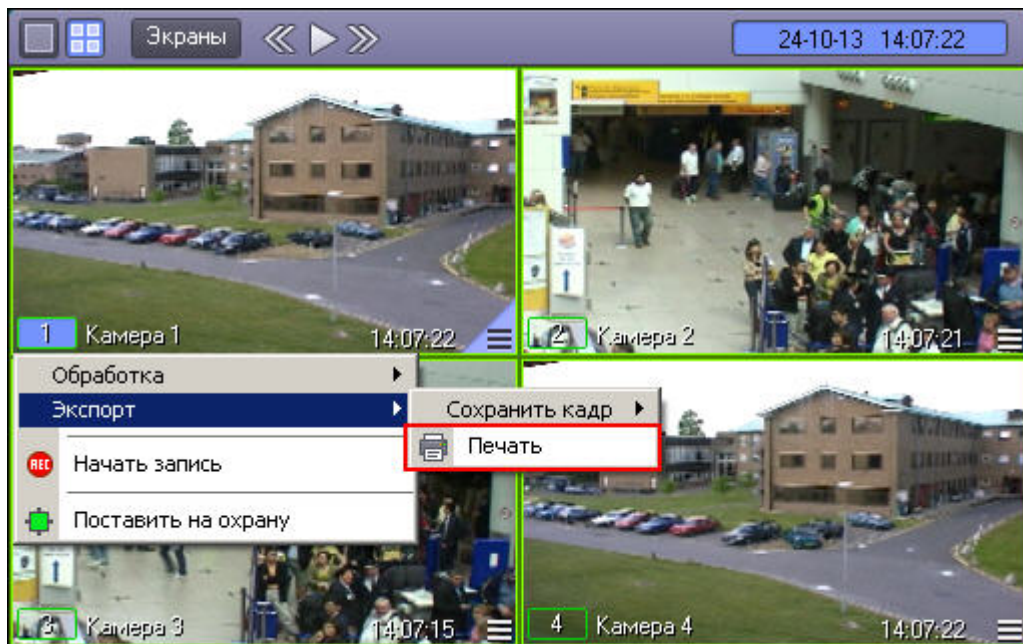 Экраны
24-10-13 14:07:22
1 Камера 1 14:07:22
2 Камера 2 14:07:21
Обработка
Экспорт
Сохранить кадр
Печать
REC Начать запись
Поставить на охрану
3 Камера 3 14:07:15
4 Камера 4 14:07:22